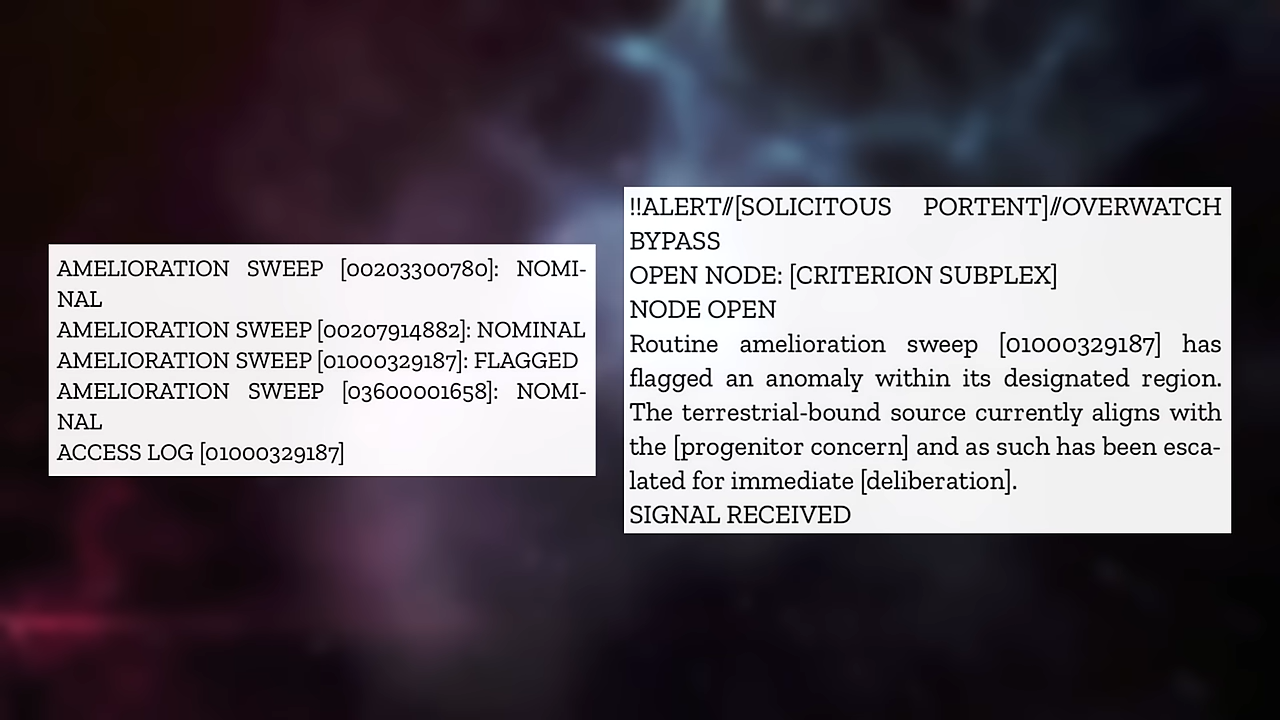 AMELIORATION SWEEP [00203300780]: NOMI-
NAL
AMELIORATION SWEEP [00207914882]: NOMINAL
AMELIORATION SWEEP [01000329187]: FLAGGED
AMELIORATION SWEEP [03600001658]: NOMI-
NAL
ACCESS LOG [01000329187]
!!ALERT//[SOLICITOUS PORTENT]//OVERWATCH
BYPASS
OPEN NODE: [CRITERION SUBPLEX]
NODE OPEN
Routine amelioration sweep [01000329187] has
flagged an anomaly within its designated region.
The terrestrial-bound source currently aligns with
the [progenitor concern] and as such has been esca-
lated for immediate [deliberation].
SIGNAL RECEIVED